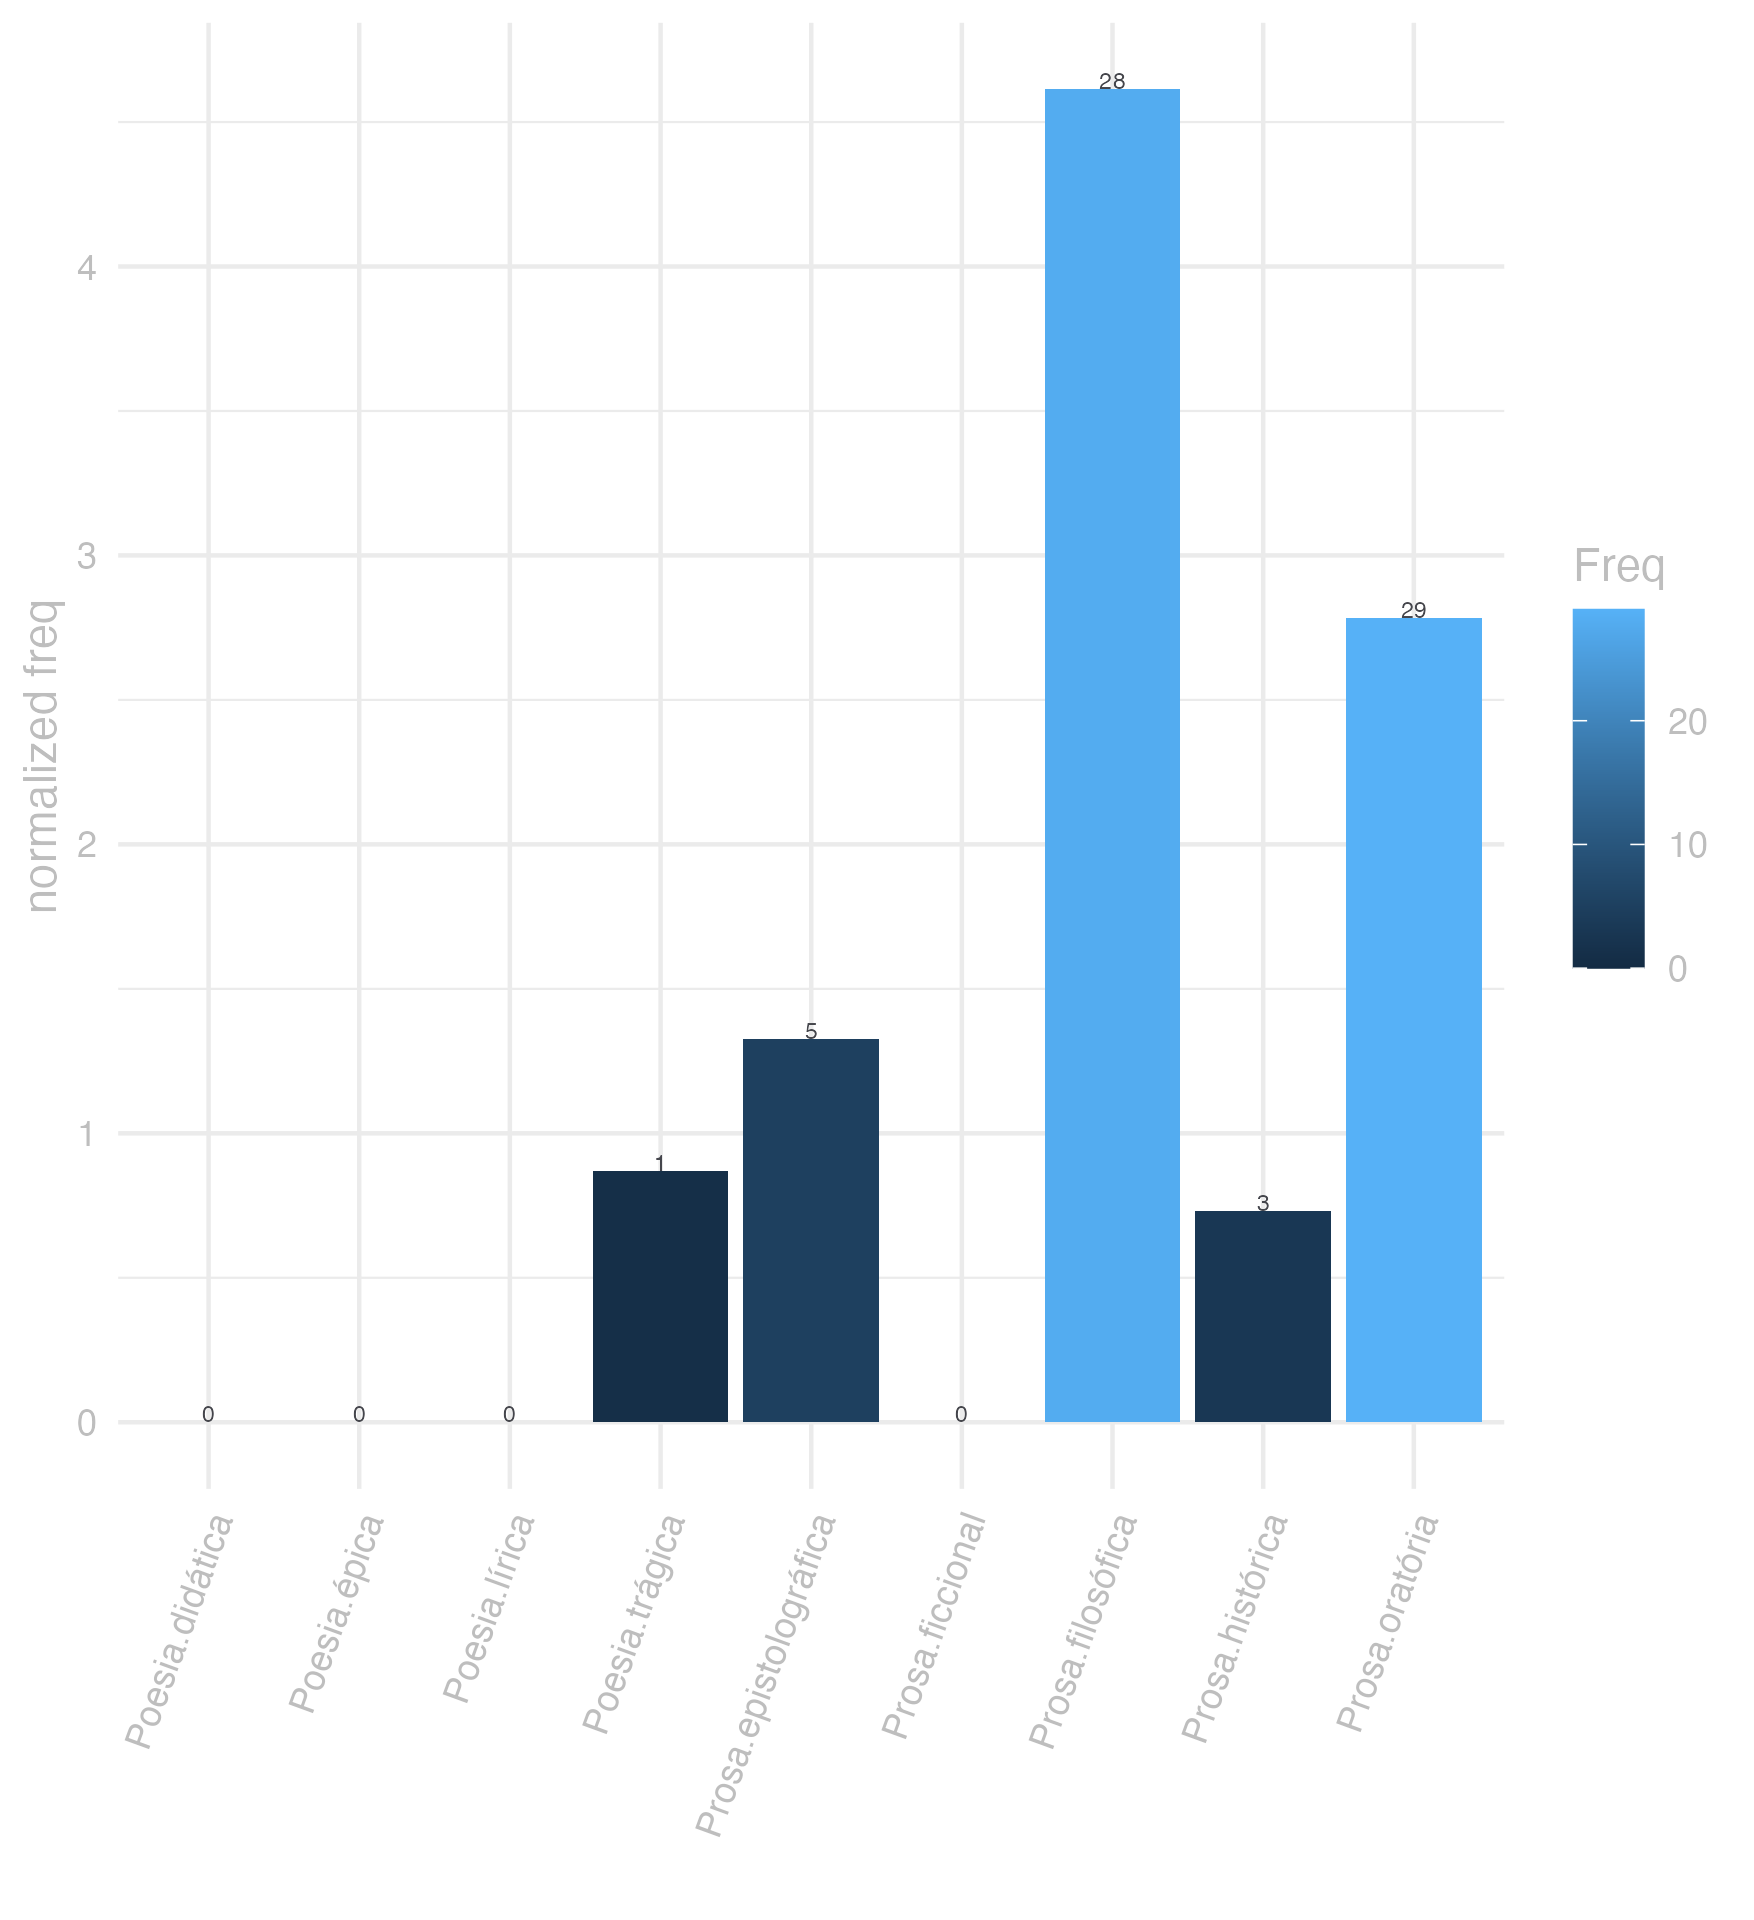 28
4
3
Freq
29
20
normalized freq
2
10
0
5
1
1
3
0
0
0
0
0
Poesia.didática
Poesia.épica
Poesia.lírica
Poesia.trágica
Prosa.epistolográfica
Prosa.ficcional
Prosa.filosófica
Prosa.histórica
Prosa.oratória